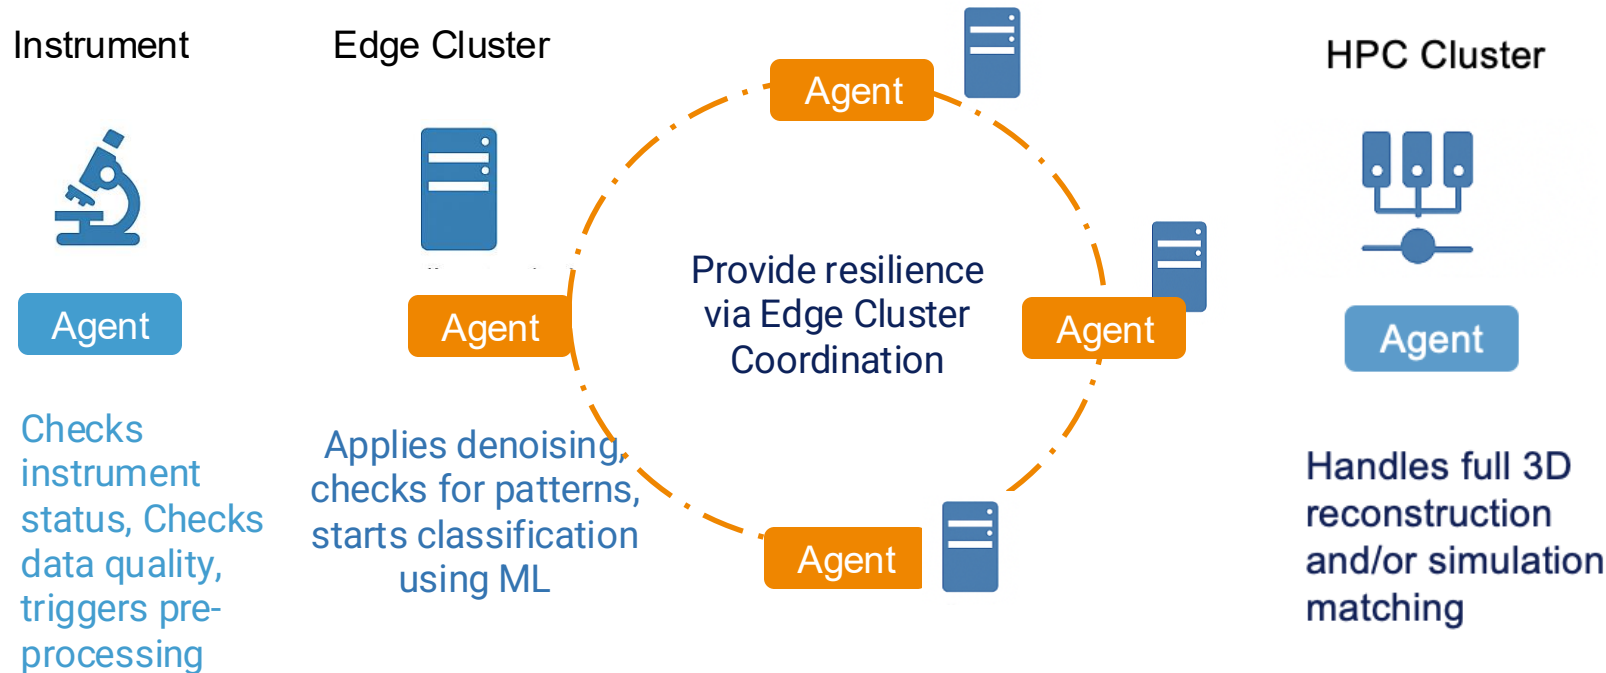 Instrument
Edge Cluster
HPC Cluster
Agent
Agent
Agent
Agent
Agent
Agent
Provide resilience
via Edge Cluster
Coordination
Checks
instrument
status, Checks
data quality,
triggers pre-
processing
Applies denoising,
checks for patterns,
starts classification
using ML
Handles full 3D
reconstruction
and/or simulation
matching